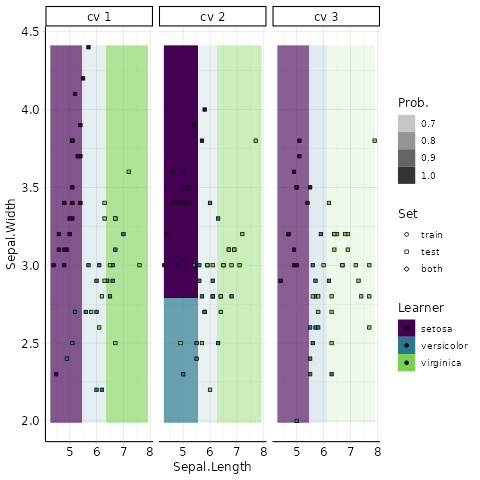 cv 1 cv 2 cv 3
4.5
4.0
3.5
3.0
2.5
2.0
Sepal.Width
5 6 7 8 5 6 7 8 5 6 7 8
Sepal.Length
Prob.
0.7
0.8
0.9
1.0
Set
train
test
both
Learner
setosa
versicolor
virginica